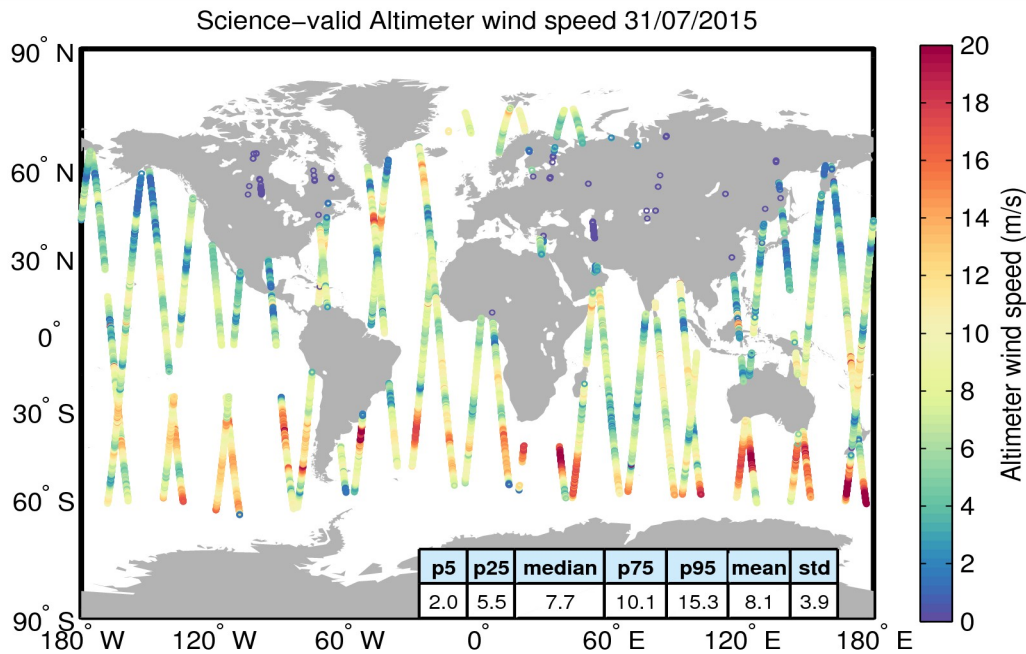 Science−valid Altimeter wind speed 31/07/2015
90° N
60° N
30° N
0°
30° S
60° S
90° S
180° W 120° W 60° W 0° 60° E 120° E 180° E
p5 p25 median p75 p95 mean std
2.0 5.5 7.7 10.1 15.3 8.1 3.9
20
18
16
14
12
10
8
6
4
2
0
Altimeter wind speed (m/s)